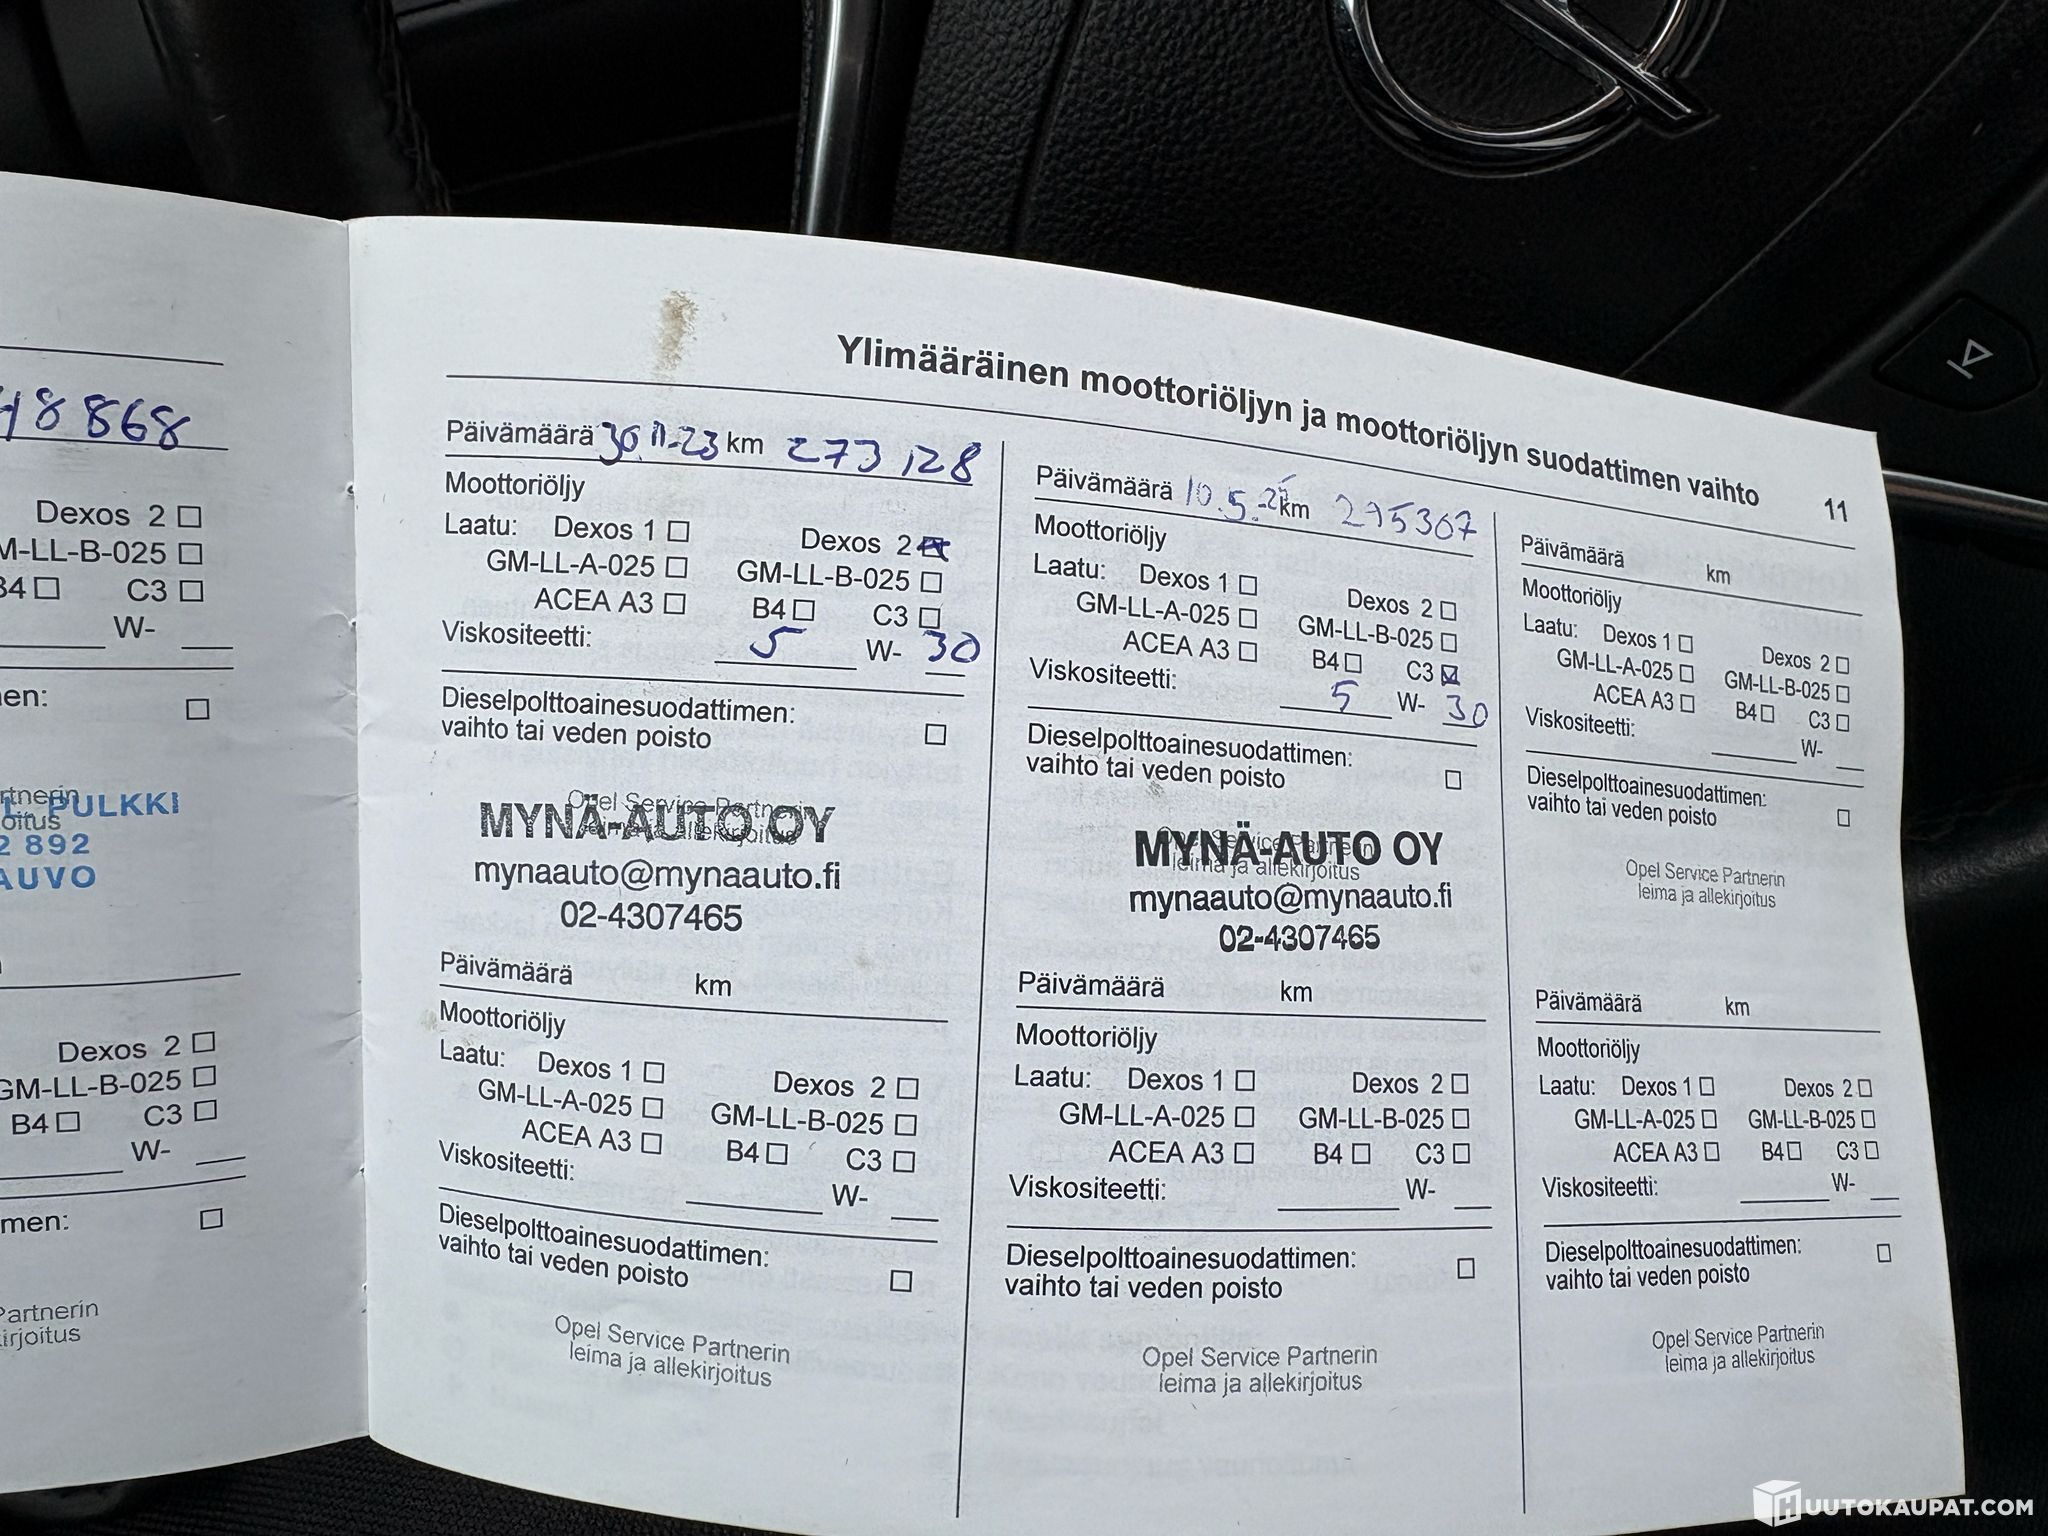 48868
Dexos 2
M-LL-B-025
B4 C3
W-
en:
rtnerin
oitus
L. PULKKI
2 892
AUVO
Dexos 2
GM-LL-B-025
B4 C3
W-
men:
Partnerin
kirjoitus
Ylimääräinen moottoriöljyn ja moottoriöljyn suodattimen vaihto 11
Päivämäärä 30.11-23 km 273 128
Moottoriöljy
Laatu: Dexos 1 Dexos 2
GM-LL-A-025 GM-LL-B-025
ACEA A3 B4 C3
Viskositeetti: 5 W- 30
Dieselpolttoainesuodattimen:
vaihto tai veden poisto
Opel Service Partnerin
leima ja allekirjoitus
MYNÄ-AUTO OY
mynaauto@mynaauto.fi
02-4307465
Päivämäärä 10.5. km 295307
Moottoriöljy
Laatu: Dexos 1 Dexos 2
GM-LL-A-025 GM-LL-B-025
ACEA A3 B4 C3
Viskositeetti: 5 W- 30
Dieselpolttoainesuodattimen:
vaihto tai veden poisto
Opel Service Partnerin
leima ja allekirjoitus
MYNÄ-AUTO OY
mynaauto@mynaauto.fi
02-4307465
Päivämäärä km
Moottoriöljy
Laatu: Dexos 1 Dexos 2
GM-LL-A-025 GM-LL-B-025
ACEA A3 B4 C3
Viskositeetti: W-
Dieselpolttoainesuodattimen:
vaihto tai veden poisto
Opel Service Partnerin
leima ja allekirjoitus
Päivämäärä km
Moottoriöljy
Laatu: Dexos 1 Dexos 2
GM-LL-A-025 GM-LL-B-025
ACEA A3 B4 C3
Viskositeetti: W-
Dieselpolttoainesuodattimen:
vaihto tai veden poisto
Opel Service Partnerin
leima ja allekirjoitus
Päivämäärä km
Moottoriöljy
Laatu: Dexos 1 Dexos 2
GM-LL-A-025 GM-LL-B-025
ACEA A3 B4 C3
Viskositeetti: W-
Dieselpolttoainesuodattimen:
vaihto tai veden poisto
Opel Service Partnerin
leima ja allekirjoitus
Päivämäärä km
Moottoriöljy
Laatu: Dexos 1 Dexos 2
GM-LL-A-025 GM-LL-B-025
ACEA A3 B4 C3
Viskositeetti: W-
Dieselpolttoainesuodattimen:
vaihto tai veden poisto
Opel Service Partnerin
leima ja allekirjoitus
HUUTOKAUPAT.COM